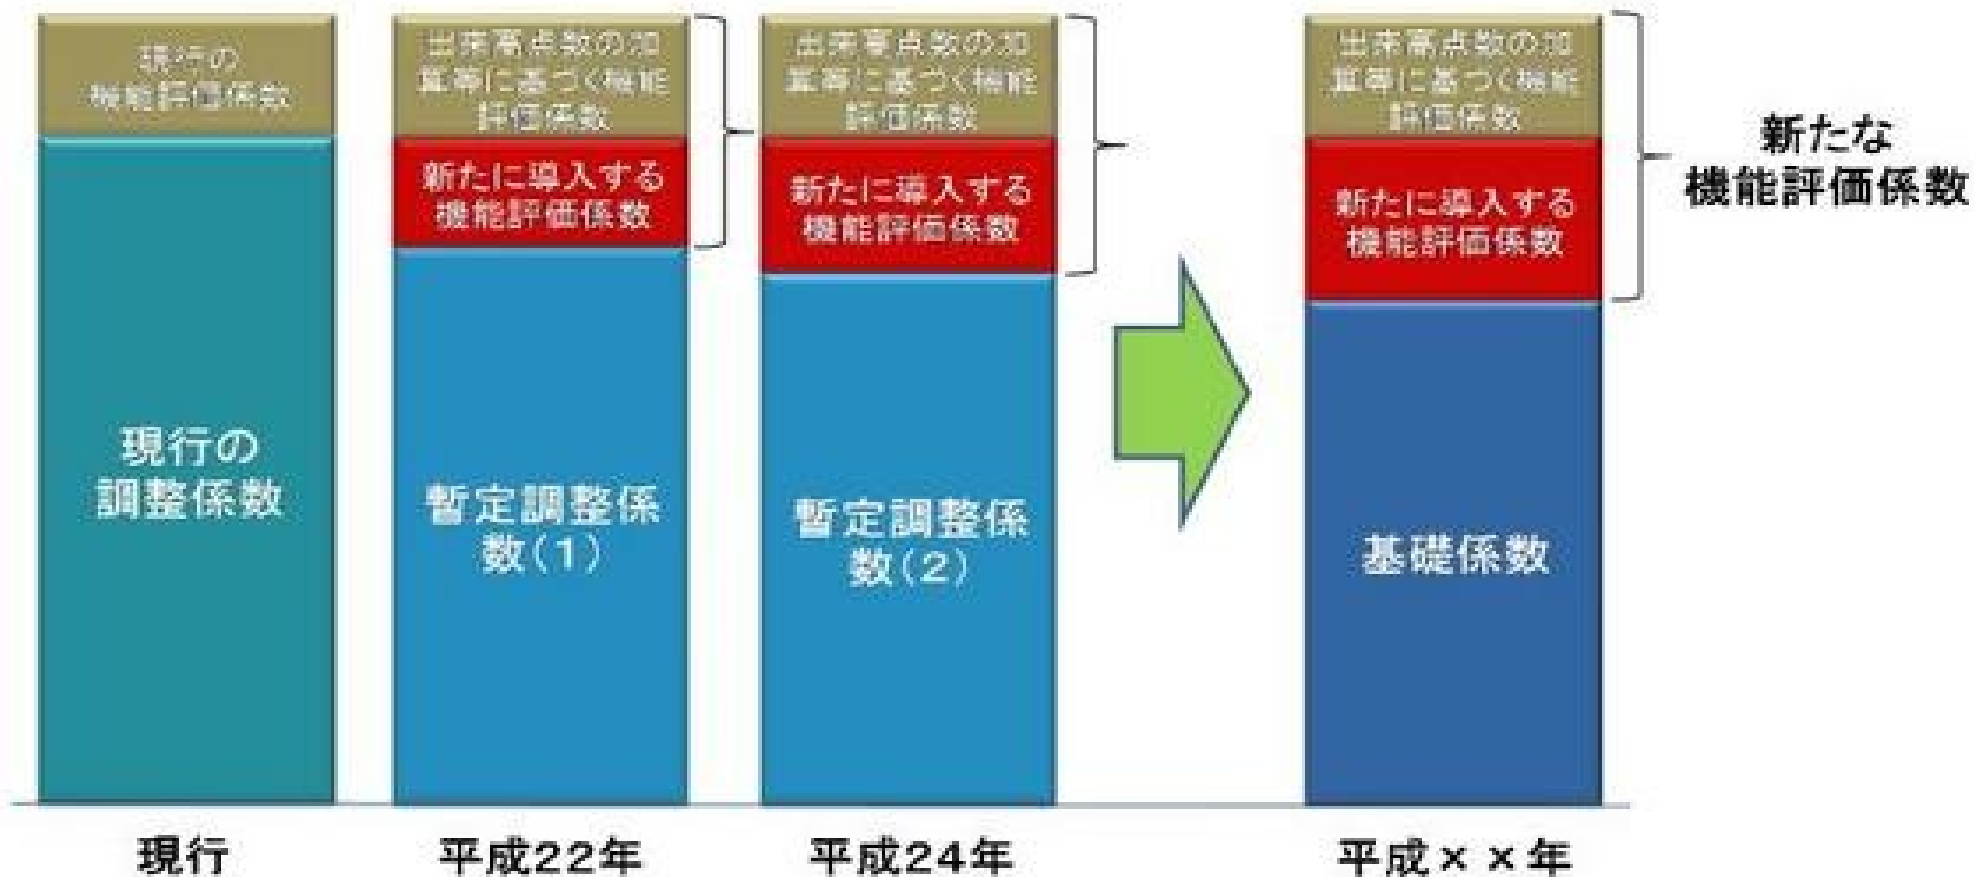 現行の
機能評価係数
現行の
調整係数
現行
出来高点数の加
算等に基づく機能
評価係数
新たに導入する
機能評価係数
暫定調整係
数(1)
平成22年
出来高点数の加
算等に基づく機能
評価係数
新たに導入する
機能評価係数
暫定調整係
数(2)
平成24年
出来高点数の加
算等に基づく機能
評価係数
新たに導入する
機能評価係数
基礎係数
平成××年
新たな
機能評価係数